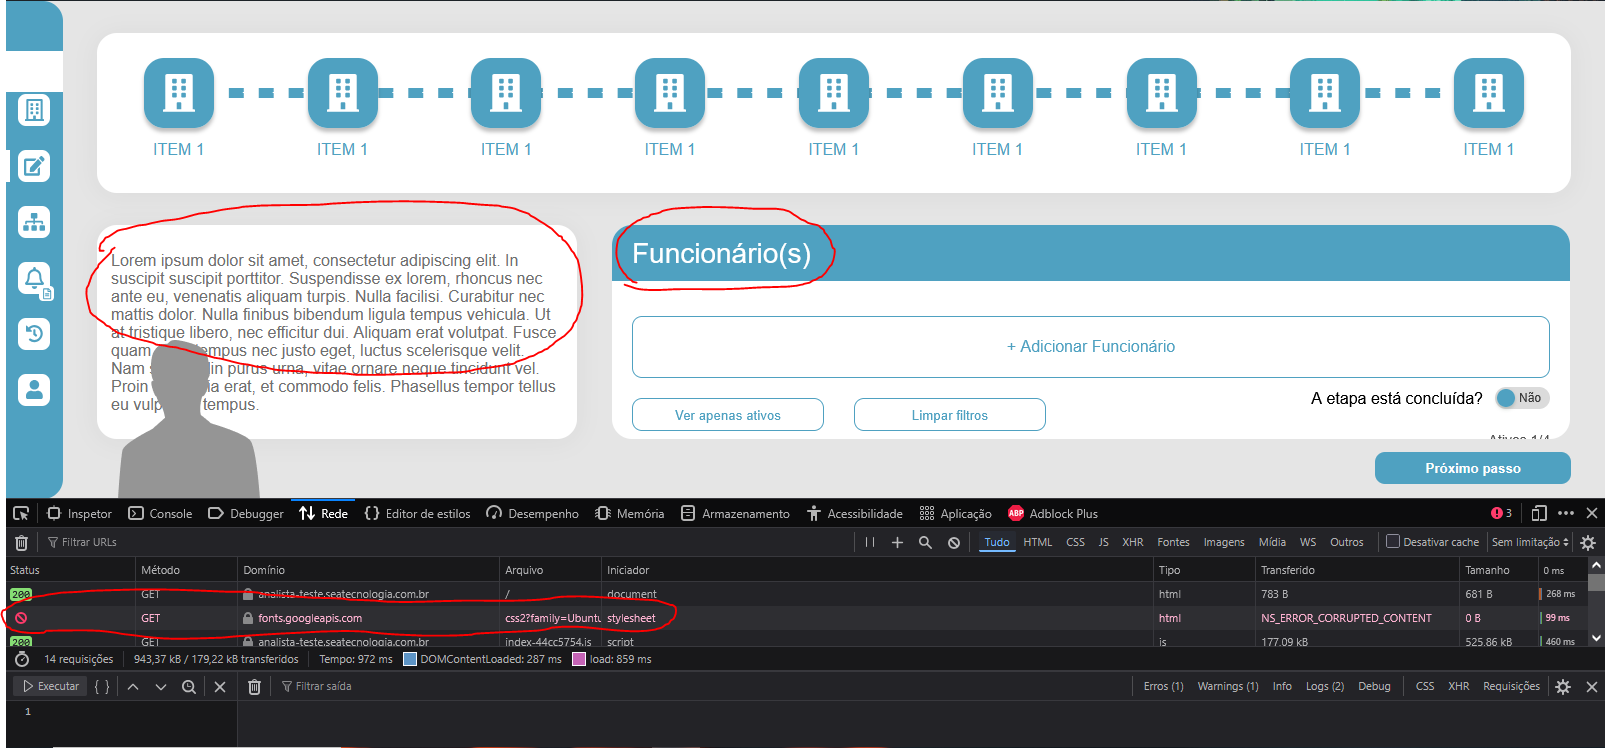 ITEM 1 ITEM 1 ITEM 1 ITEM 1 ITEM 1 ITEM 1 ITEM 1 ITEM 1 ITEM 1
Lorem ipsum dolor sit amet, consectetur adipiscing elit. In
suscipit suscipit porttitor. Suspendisse ex lorem, rhoncus nec
ante eu, venenatis aliquam turpis. Nulla facilisi. Curabitur nec
mattis dolor. Nulla finibus bibendum ligula tempus vehicula. Ut
at tristique libero, nec efficitur dui. Aliquam erat volutpat. Fusce
quam tempus nec justo eget, luctus scelerisque velit.
Nam purus urna, vitae ornare neque tincidunt vel.
Proin erat, et commodo felis. Phasellus tempor tellus
eu tempus.
Funcionário(s)
+ Adicionar Funcionário
A etapa está concluída? Não
Ver apenas ativos Limpar filtros
Ativos 1/4
Próximo passo
Inspetor Console Debugger Rede Editor de estilos Desempenho Memória Armazenamento Acessibilidade Aplicação ABP Adblock Plus 3
Filtrar URLs Tudo HTML CSS JS XHR Fontes Imagens Mídia WS Outros Desativar cache Sem limitação
Status Método Domínio Arquivo Iniciador Tipo Transferido Tamanho 0 ms
200 GET analista-teste.seatecnologia.com.br / document html 783 B 681 B 268 ms
GET fonts.googleapis.com css2?family=Ubuntu stylesheet html NS_ERROR_CORRUPTED_CONTENT 0 B 99 ms
200 GET analista-teste.seatecnologia.com.br index-44cc5754.js script js 177.09 kB 525.86 kB 460 ms
14 requisições 943,37 kB / 179,22 kB transferidos Tempo: 972 ms DOMContentLoaded: 287 ms load: 859 ms
Executar { } Filtrar saída Erros (1) Warnings (1) Info Logs (2) Debug CSS XHR Requisições
1